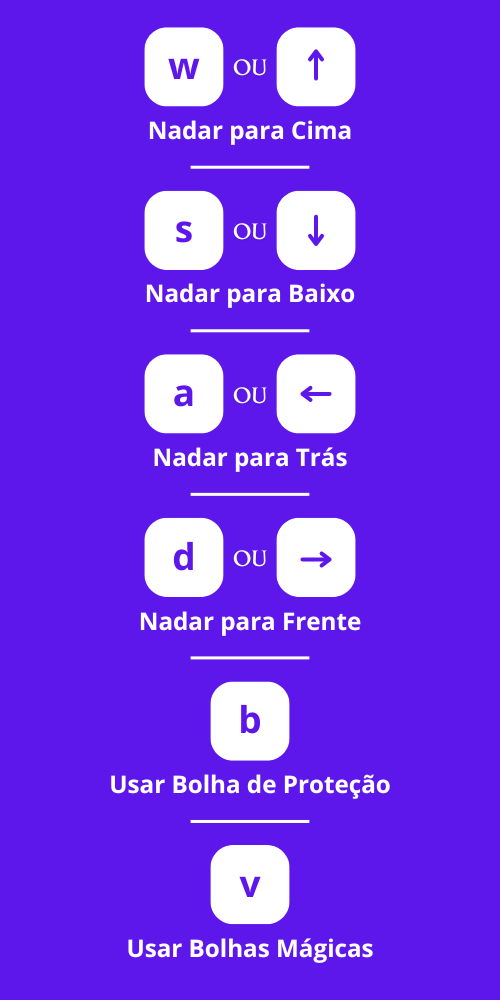 w OU ↑
Nadar para Cima
s OU ↓
Nadar para Baixo
a OU ←
Nadar para Trás
d OU →
Nadar para Frente
b
Usar Bolha de Proteção
v
Usar Bolhas Mágicas